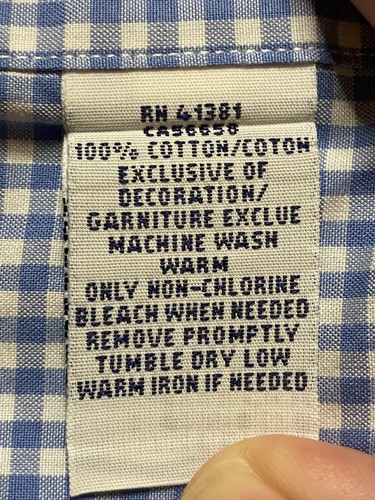 RN 41381
CA56658
100% COTTON/COTON
EXCLUSIVE OF
DECORATION/
GARNITURE EXCLUE
MACHINE WASH
WARM
ONLY NON-CHLORINE
BLEACH WHEN NEEDED
REMOVE PROMPTLY
TUMBLE DRY LOW
WARM IRON IF NEEDED